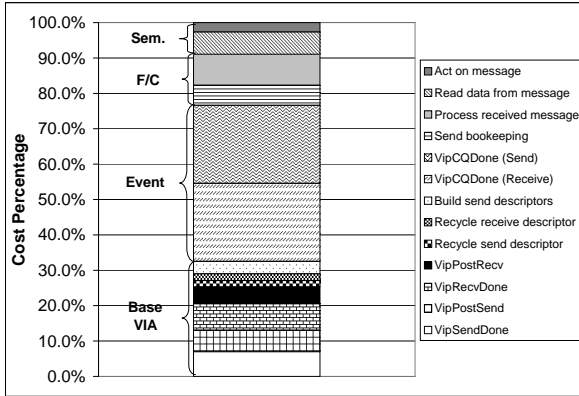 100.0%
90.0%
80.0%
70.0%
60.0%
50.0%
40.0%
30.0%
20.0%
10.0%
0.0%
Cost Percentage
Sem.
F/C
Event
Base
VIA
Act on message
Read data from message
Process received message
Send bookeeping
VipCQDone (Send)
VipCQDone (Receive)
Build send descriptors
Recycle receive descriptor
Recycle send descriptor
VipPostRecv
VipRecvDone
VipPostSend
VipSendDone